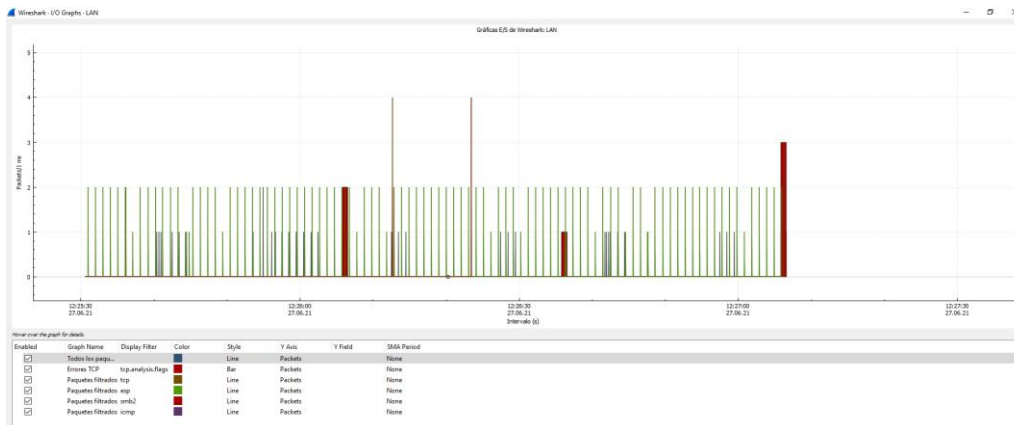 Wireshark · I/O Graphs · LAN
Gráficas E/S de Wireshark: LAN
5
4
3
2
1
0
Packets/1 ms
12:25:30 12:26:00 12:26:30 12:27:00 12:27:30
27.06.21 27.06.21 27.06.21 27.06.21 27.06.21
Intervalo (s)
Hover over the graph for details.
Enabled Graph Name Display Filter Color Style Y Axis Y Field SMA Period
Todos los paqu... Line Packets None
Errores TCP tcp.analysis.flags Bar Packets None
Paquetes filtrados tcp Line Packets None
Paquetes filtrados esp Line Packets None
Paquetes filtrados smb2 Line Packets None
Paquetes filtrados icmp Line Packets None